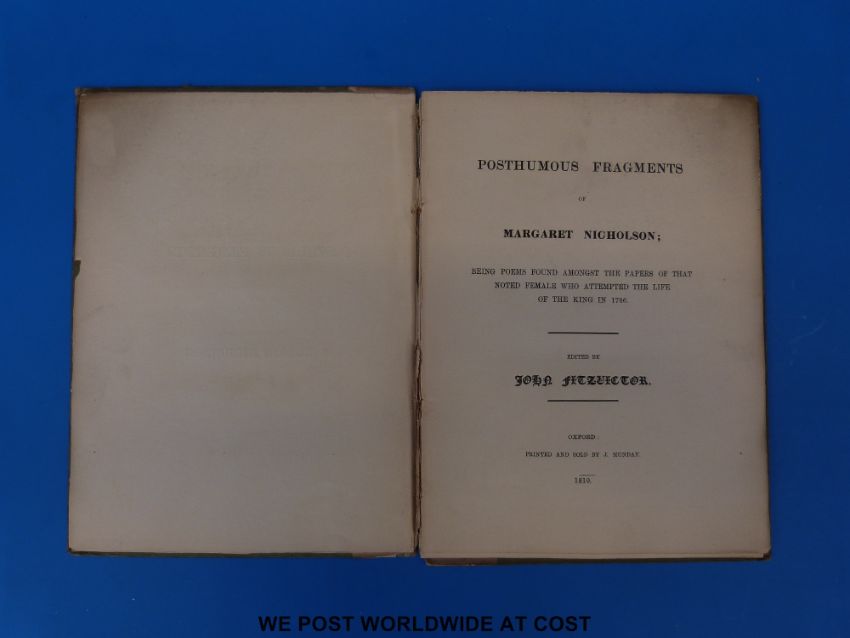 POSTHUMOUS FRAGMENTS
OF
MARGARET NICHOLSON;
BEING POEMS FOUND AMONGST THE PAPERS OF THAT
NOTED FEMALE WHO ATTEMPTED THE LIFE
OF THE KING IN 1786.
EDITED BY
JOHN FITZVICTOR.
OXFORD:
PRINTED AND SOLD BY J. MUNDAY.
1810.
WE POST WORLDWIDE AT COST